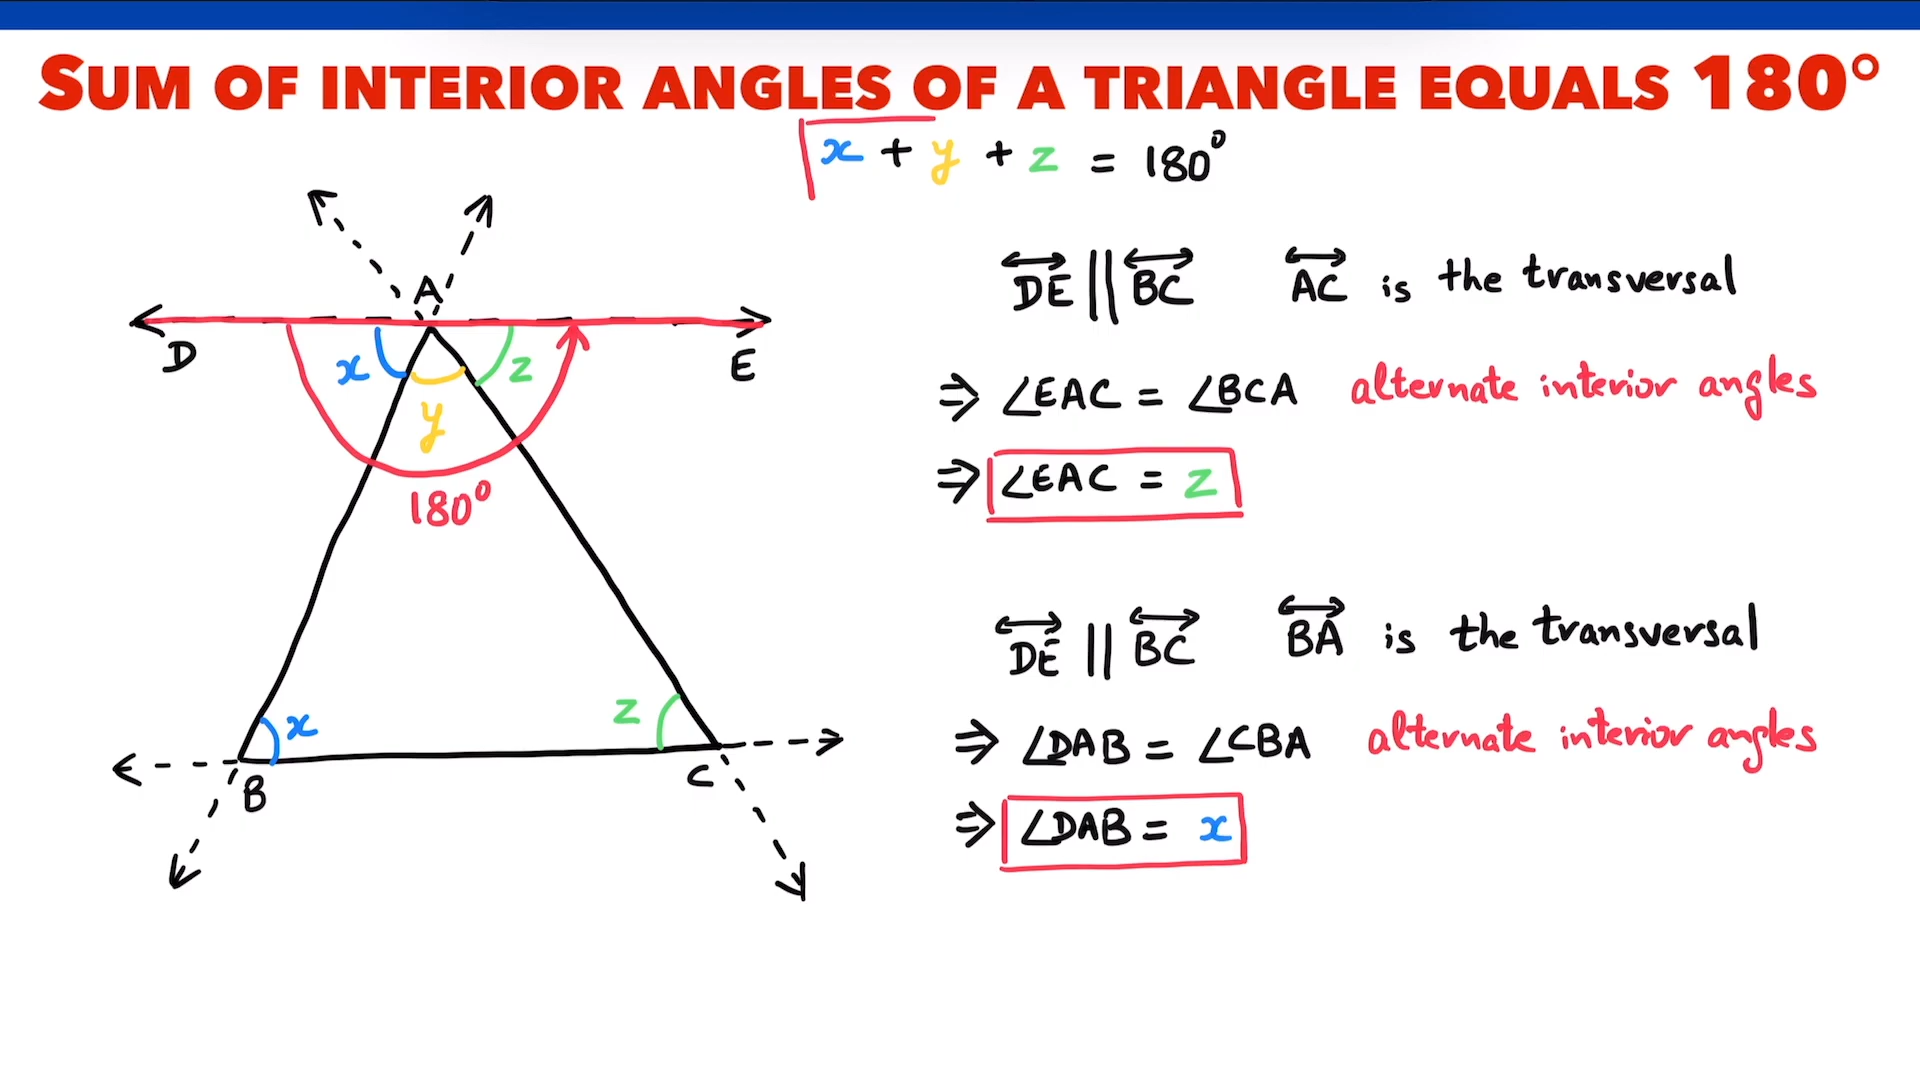 SUM OF INTERIOR ANGLES OF A TRIANGLE EQUALS 180°
x + y + z = 180°
A
D
E
x
z
y
180°
x
z
B
C
DE || BC AC is the transversal
⇒ ∠EAC = ∠BCA alternate interior angles
⇒ ∠EAC = z
DE || BC BA is the transversal
⇒ ∠DAB = ∠CBA alternate interior angles
⇒ ∠DAB = x